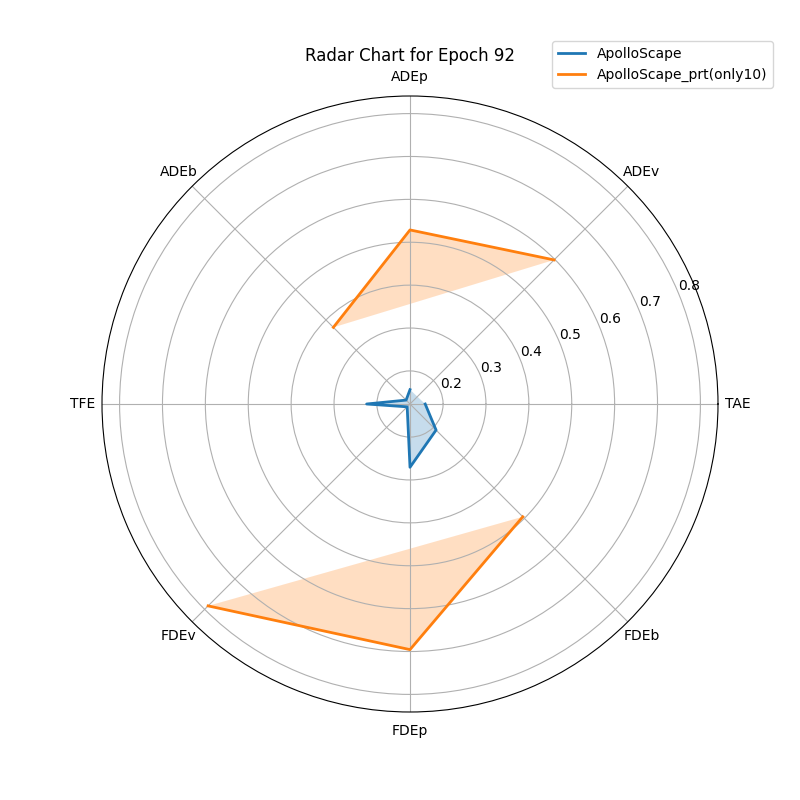 Radar Chart for Epoch 92
ApolloScape
ApolloScape_prt(only10)
ADEp
ADEb
ADEv
0.8
0.7
0.6
0.5
0.4
0.3
0.2
TFE
TAE
FDEv
FDEb
FDEp